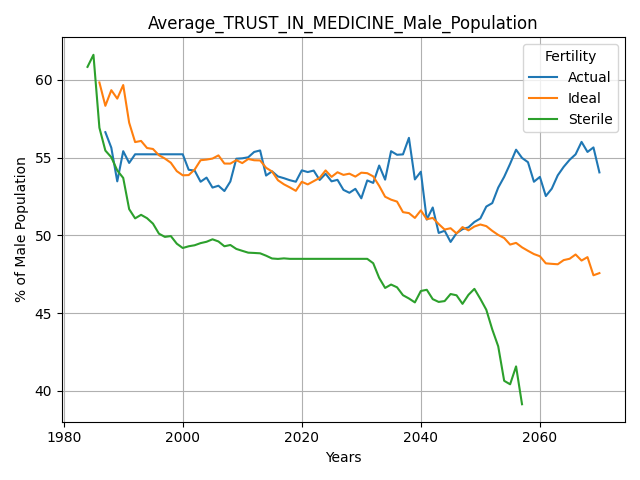 Average_TRUST_IN_MEDICINE_Male_Population
% of Male Population
60
55
50
45
40
Fertility
Actual
Ideal
Sterile
1980
2000
2020
2040
2060
Years